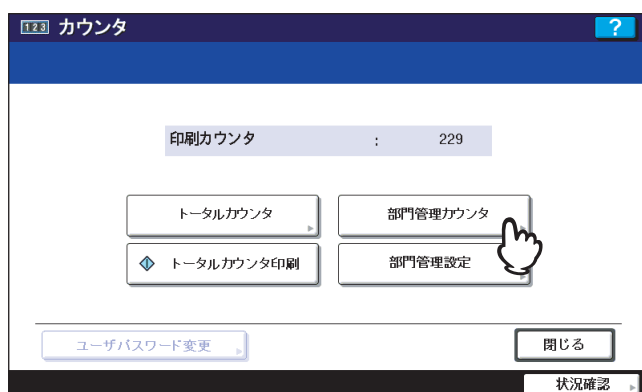 123 カウンタ ?
印刷カウンタ : 229
トータルカウンタ 部門管理カウンタ
トータルカウンタ印刷 部門管理設定
ユーザパスワード変更 閉じる
状況確認